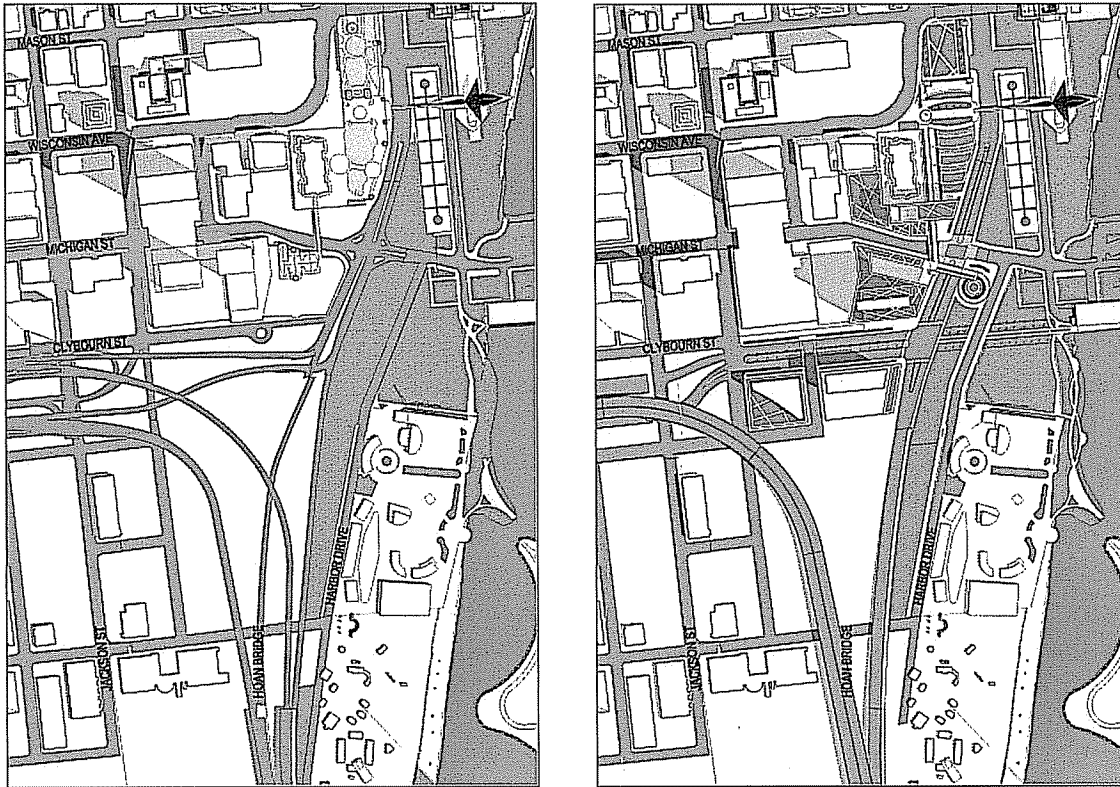 MASON ST
WISCONSIN AVE
MICHIGAN ST
CLYBOURN ST
HARBOR DRIVE
JACKSON ST
HOAN BRIDGE
MASON ST
WISCONSIN AVE
MICHIGAN ST
CLYBOURN ST
HARBOR DRIVE
JACKSON ST
HOAN BRIDGE